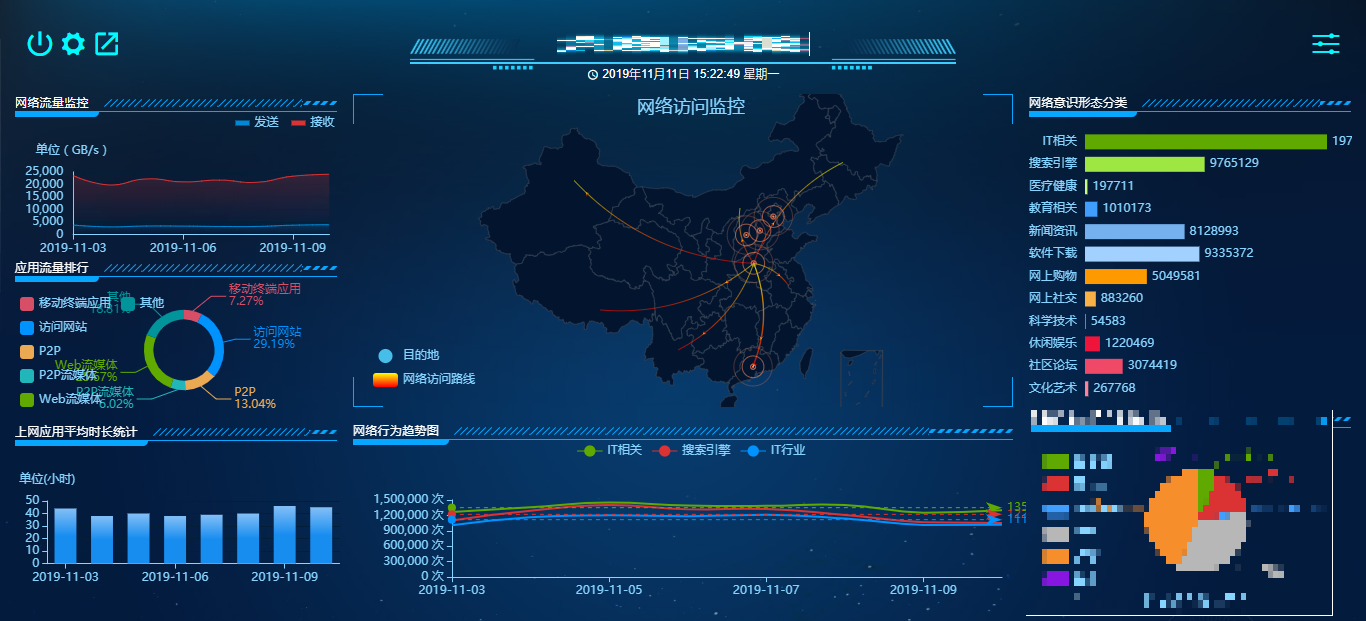 2019年11月11日 15:22:49 星期一
网络流量监控
发送 接收
单位 ( GB/s )
25,000
20,000
15,000
10,000
5,000
0
2019-11-03 2019-11-06 2019-11-09
应用流量排行
移动终端应用 其他
访问网站
P2P
P2P流媒体
Web流媒体
其他
移动终端应用
7.27%
访问网站
29.19%
P2P
13.04%
P2P流媒体
6.02%
Web流媒体
上网应用平均时长统计
单位(小时)
50
40
30
20
10
0
2019-11-03 2019-11-06 2019-11-09
网络访问监控
目的地
网络访问路线
网络行为趋势图
IT相关 搜索引擎 IT行业
1,500,000 次
1,200,000 次
900,000 次
600,000 次
300,000 次
0 次
2019-11-03 2019-11-05 2019-11-07 2019-11-09
网络意识形态分类
IT相关 197
搜索引擎 9765129
医疗健康 197711
教育相关 1010173
新闻资讯 8128993
软件下载 9335372
网上购物 5049581
网上社交 883260
科学技术 54583
休闲娱乐 1220469
社区论坛 3074419
文化艺术 267768